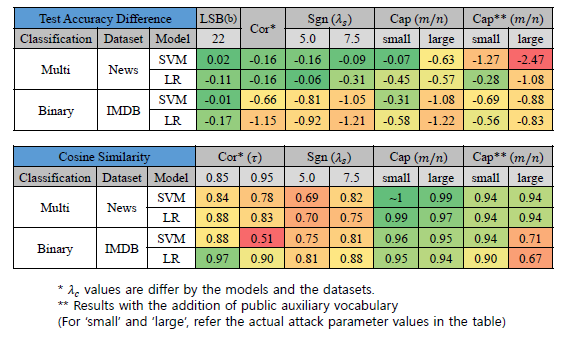 Test Accuracy Difference LSB(b) Cor* Sgn (λₛ) Cap (m/n) Cap** (m/n)
Classification Dataset Model 22 5.0 7.5 small large small large
Multi News SVM 0.02 -0.16 -0.16 -0.09 -0.07 -0.63 -1.27 -2.47
LR -0.11 -0.16 -0.06 -0.31 -0.45 -0.57 -0.28 -1.08
Binary IMDB SVM -0.01 -0.66 -0.81 -1.05 -0.31 -1.08 -0.69 -0.88
LR -0.17 -1.15 -0.92 -1.21 -0.58 -1.22 -0.56 -0.83
Cosine Similarity Cor* (τ) Sgn (λₛ) Cap (m/n) Cap** (m/n)
Classification Dataset Model 0.85 0.95 5.0 7.5 small large small large
Multi News SVM 0.84 0.78 0.69 0.82 ~1 0.99 0.94 0.94
LR 0.88 0.83 0.70 0.75 0.99 0.97 0.94 0.94
Binary IMDB SVM 0.88 0.51 0.75 0.81 0.96 0.95 0.94 0.71
LR 0.97 0.90 0.81 0.88 0.95 0.94 0.90 0.67
* λ𝑐 values are differ by the models and the datasets.
** Results with the addition of public auxiliary vocabulary
(For ‘small’ and ‘large’, refer the actual attack parameter values in the table)